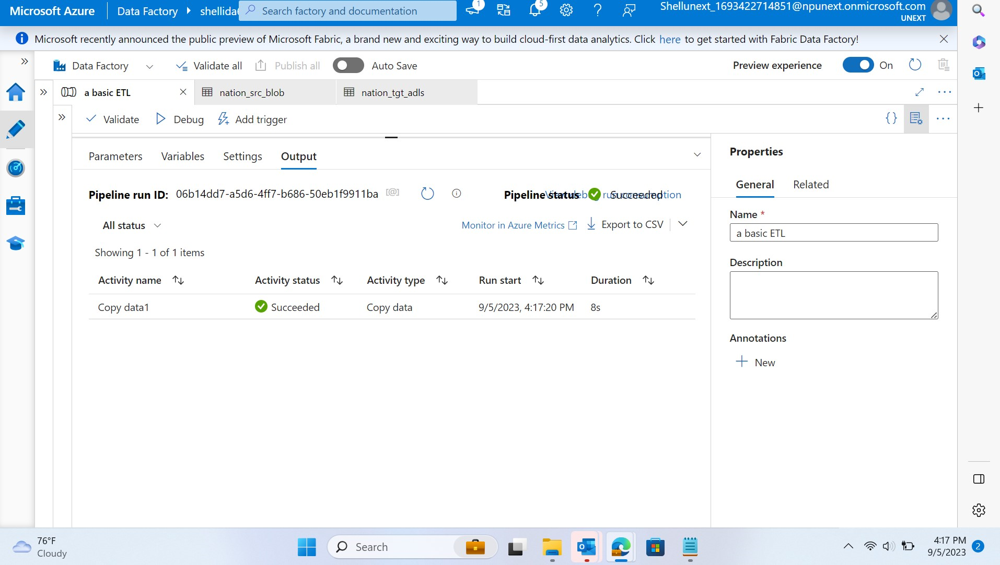 Microsoft Azure Data Factory shellida Search factory and documentation 1 5 Shellunext_1693422714851@npunext.onmicrosoft.com
UNEXT
Microsoft recently announced the public preview of Microsoft Fabric, a brand new and exciting way to build cloud-first data analytics. Click here to get started with Fabric Data Factory!
Data Factory Validate all Publish all Auto Save Preview experience On
a basic ETL nation_src_blob nation_tgt_adls
Validate Debug Add trigger {}
Parameters Variables Settings Output
Pipeline run ID: 06b14dd7-a5d6-4ff7-b686-50eb1f9911ba [@] Pipeline status Succeeded View debug run consumption
All status Monitor in Azure Metrics Export to CSV
Showing 1 - 1 of 1 items
Activity name Activity status Activity type Run start Duration
Copy data1 Succeeded Copy data 9/5/2023, 4:17:20 PM 8s
Properties
General Related
Name *
a basic ETL
Description
Annotations
New
76°F
Cloudy
Search
4:17 PM
9/5/2023
2